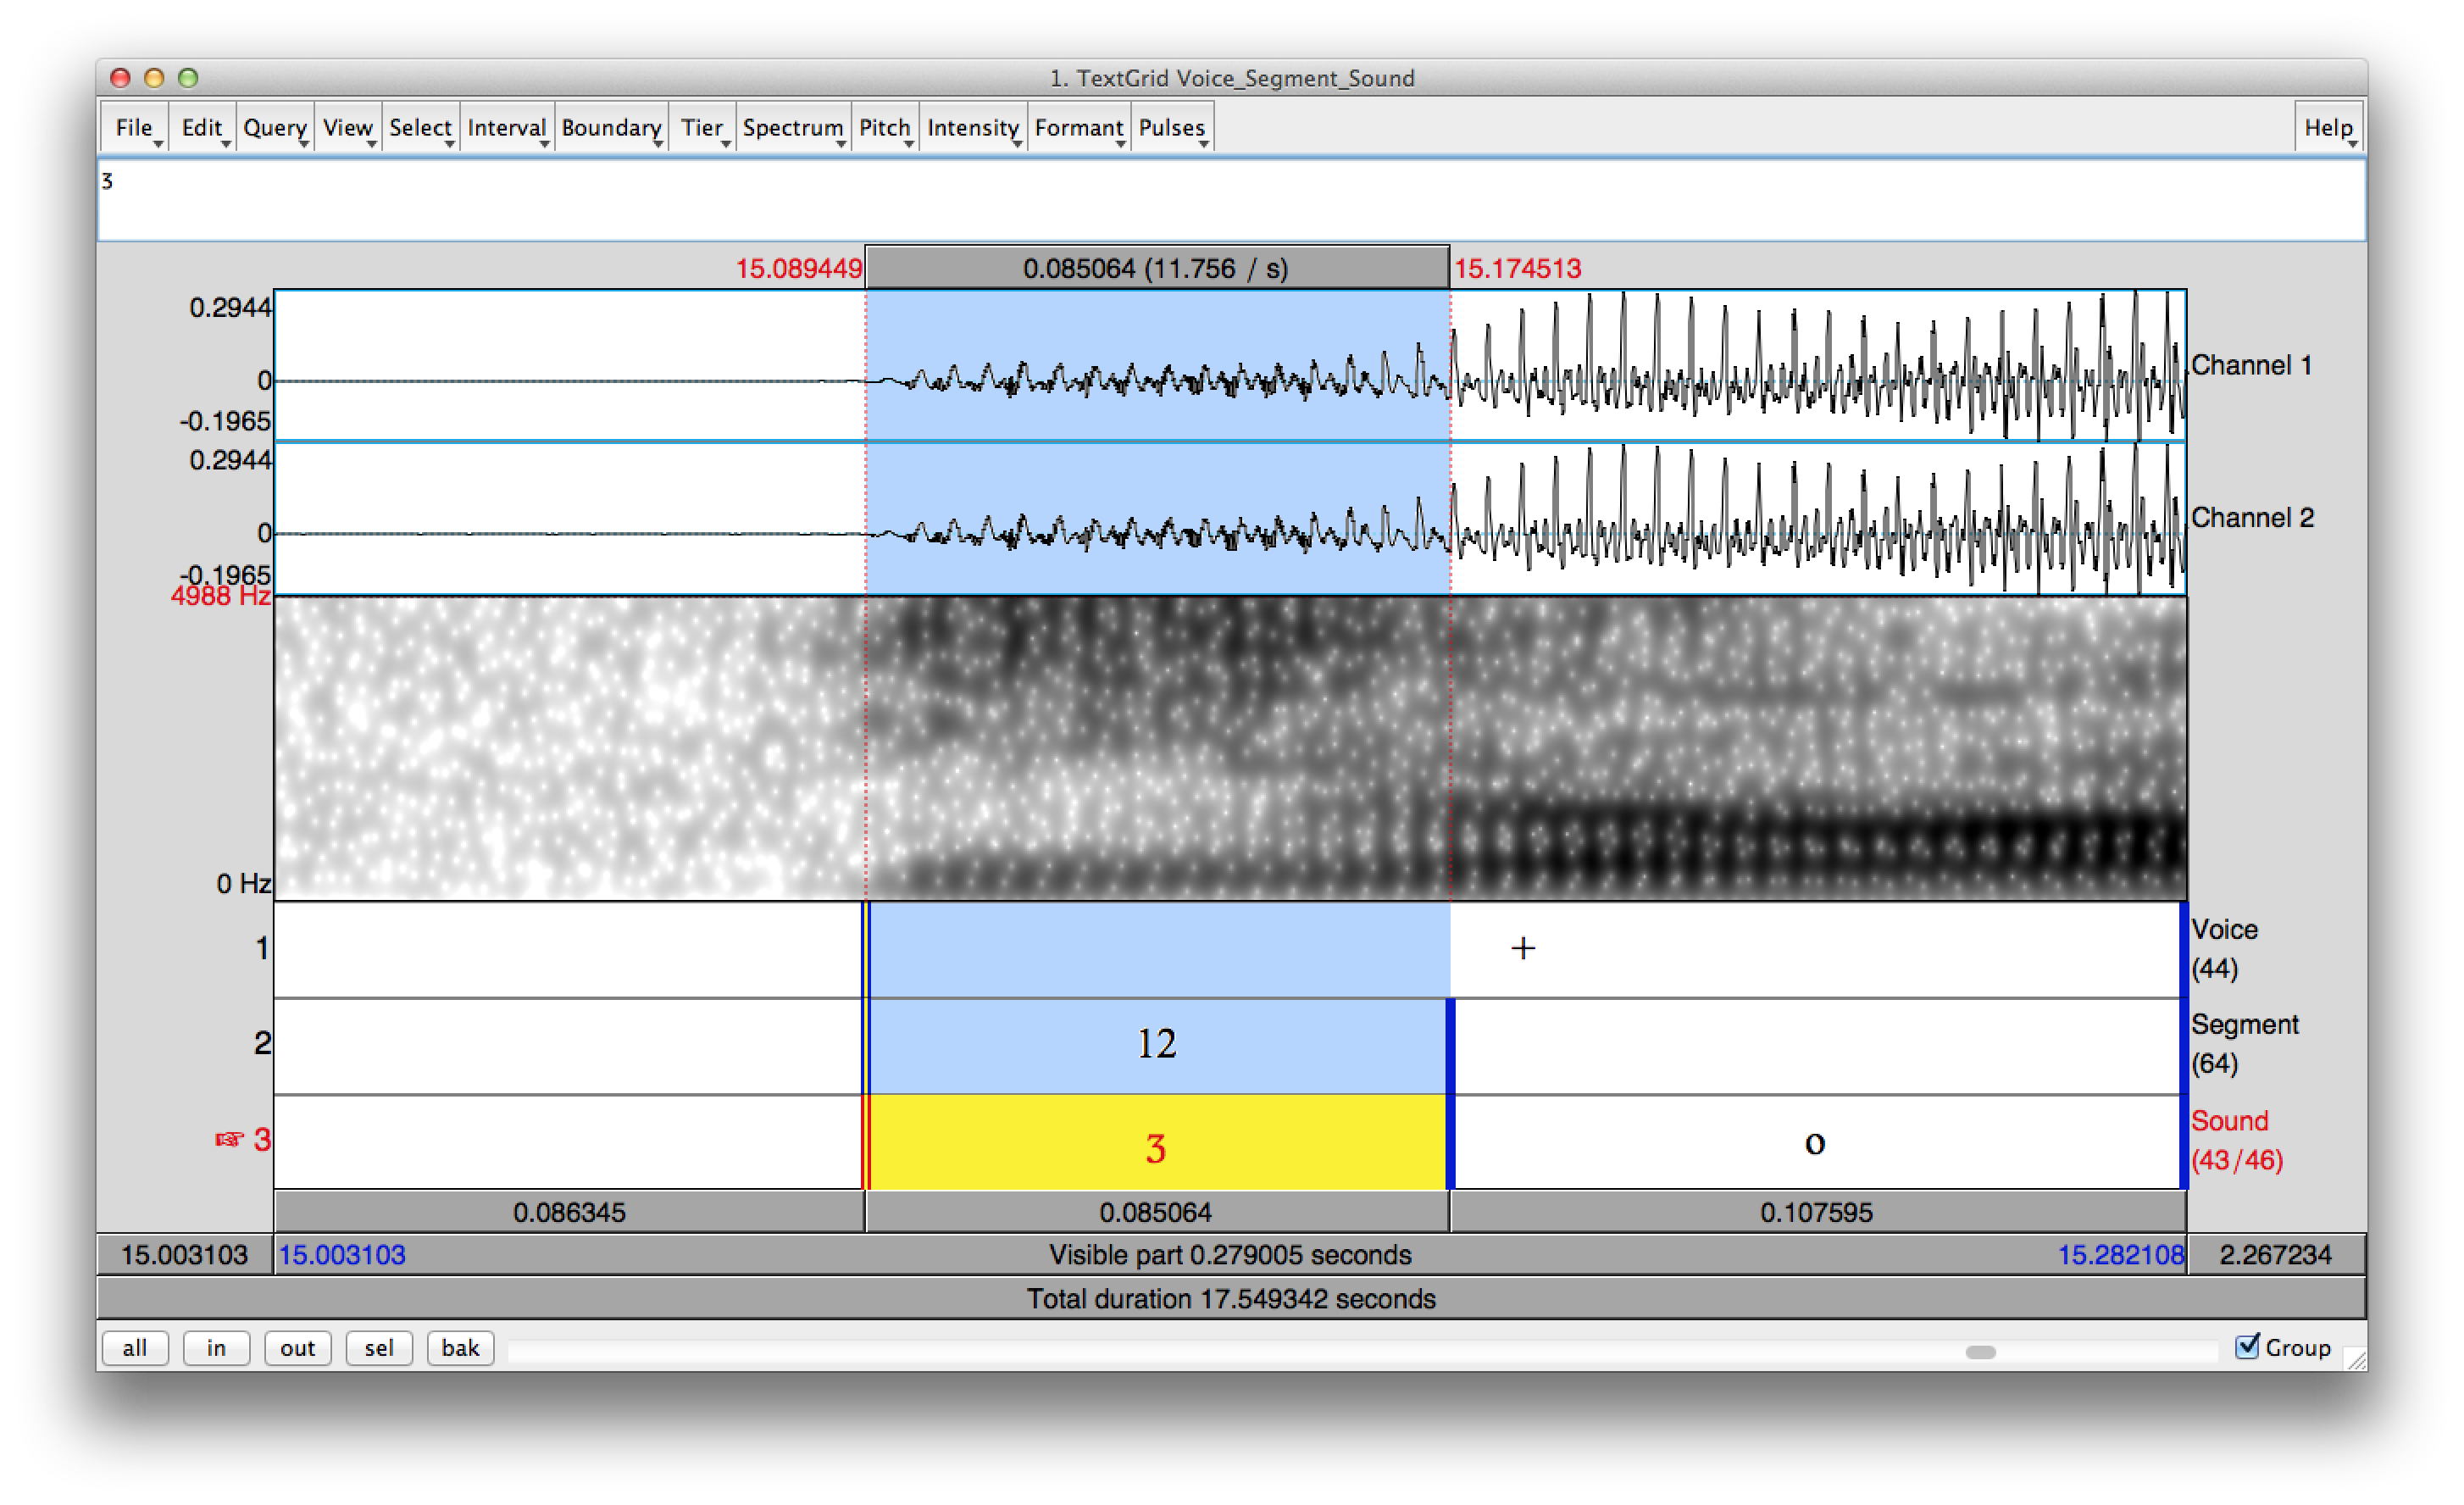 1. TextGrid Voice_Segment_Sound
File Edit Query View Select Interval Boundary Tier Spectrum Pitch Intensity Formant Pulses Help
ʒ
15.089449 0.085064 (11.756 / s) 15.174513
0.2944
0 Channel 1
-0.1965
0.2944
0 Channel 2
-0.1965
4988 Hz
0 Hz
1 + Voice
(44)
2 12 Segment
(64)
☞ 3 ʒ o Sound
(43/46)
0.086345 0.085064 0.107595
15.003103 15.003103 Visible part 0.279005 seconds 15.282108 2.267234
Total duration 17.549342 seconds
all in out sel bak Group